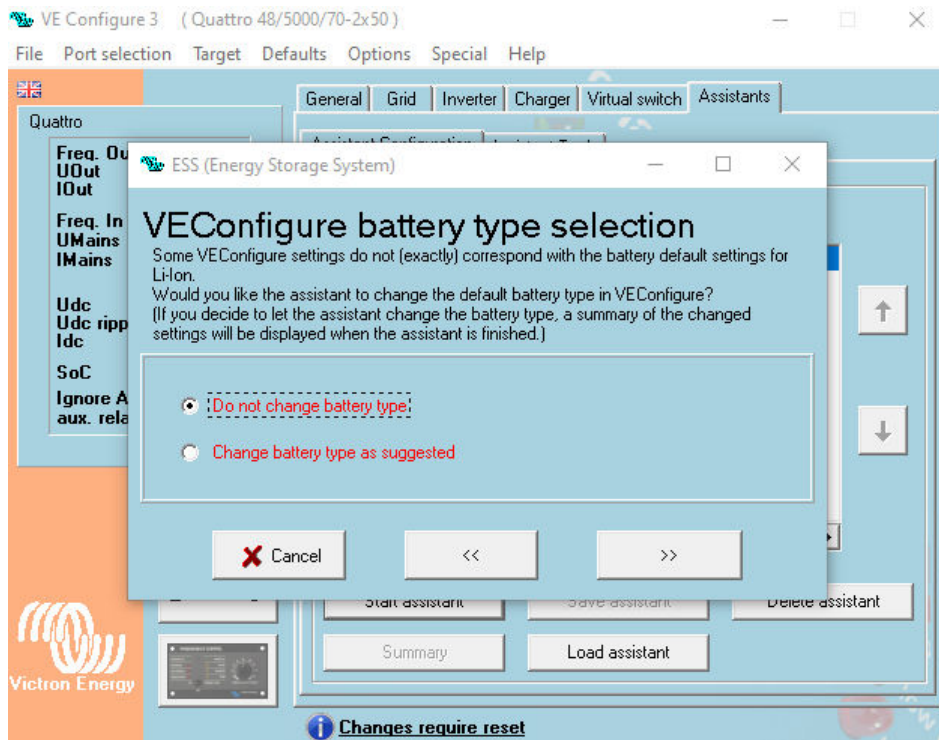 VE Configure 3 ( Quattro 48/5000/70-2x50 )
File Port selection Target Defaults Options Special Help
General Grid Inverter Charger Virtual switch Assistants
Quattro
Freq. Ou
UOut
IOut
Freq. In
UMains
IMains
Udc
Udc ripp
Idc
SoC
Ignore A
aux. rela
ESS (Energy Storage System)
VEConfigure battery type selection
Some VEConfigure settings do not (exactly) correspond with the battery default settings for
Li-Ion.
Would you like the assistant to change the default battery type in VEConfigure?
(If you decide to let the assistant change the battery type, a summary of the changed
settings will be displayed when the assistant is finished.)
Do not change battery type
Change battery type as suggested
Cancel << >>
Start assistant Save assistant Delete assistant
Summary Load assistant
Victron Energy
Changes require reset